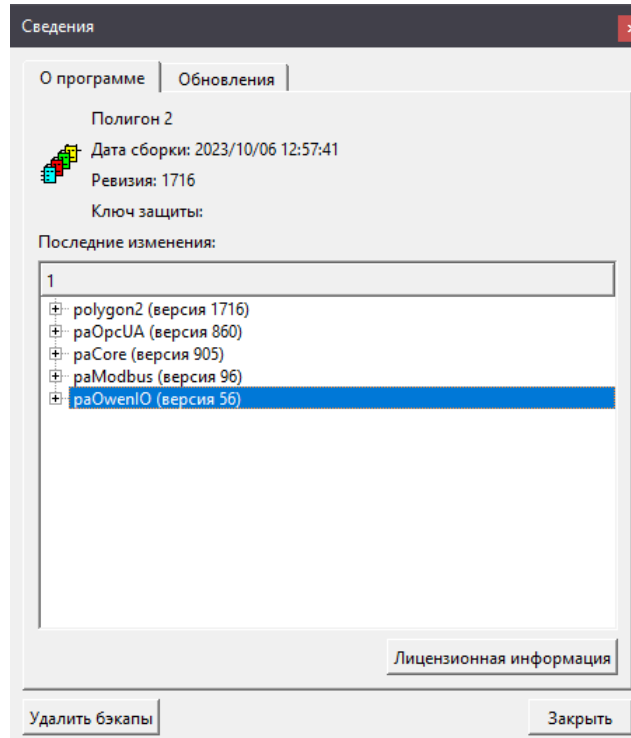 Сведения
О программе
Обновления
Полигон 2
Дата сборки: 2023/10/06 12:57:41
Ревизия: 1716
Ключ защиты:
Последние изменения:
1
polygon2 (версия 1716)
paOpcUA (версия 860)
paCore (версия 905)
paModbus (версия 96)
paOwenIO (версия 56)
Лицензионная информация
Удалить бэкапы
Закрыть